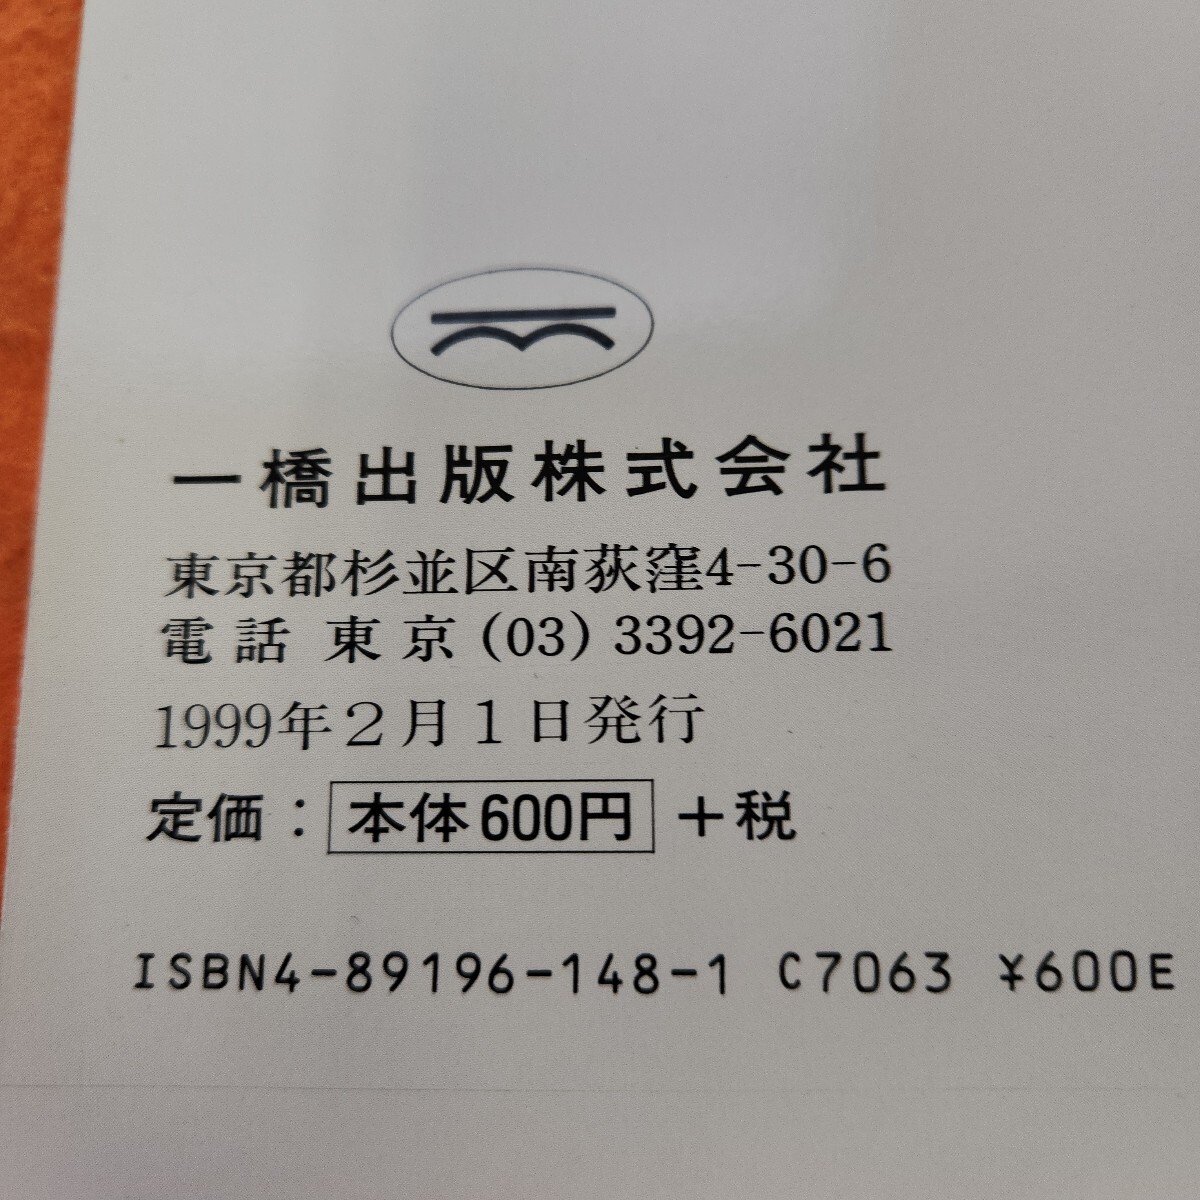 一橋出版株式会社
東京都杉並区南荻窪4-30-6
電話 東京 (03) 3392-6021
1999年２月１日発行
定価：本体600円＋税
ISBN4-89196-148-1 C7063 ¥600E